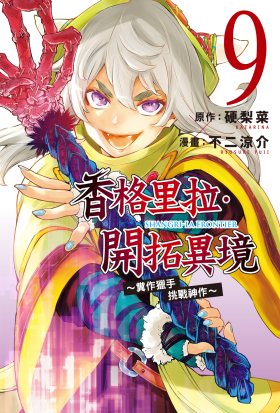 9
原作:硬梨菜
KATARINA
漫畫:不二涼介
RYOSUKE FUJI
香格里拉・
SHANGRI-LA FRONTIER
開拓異境
～糞作獵手
挑戰神作～